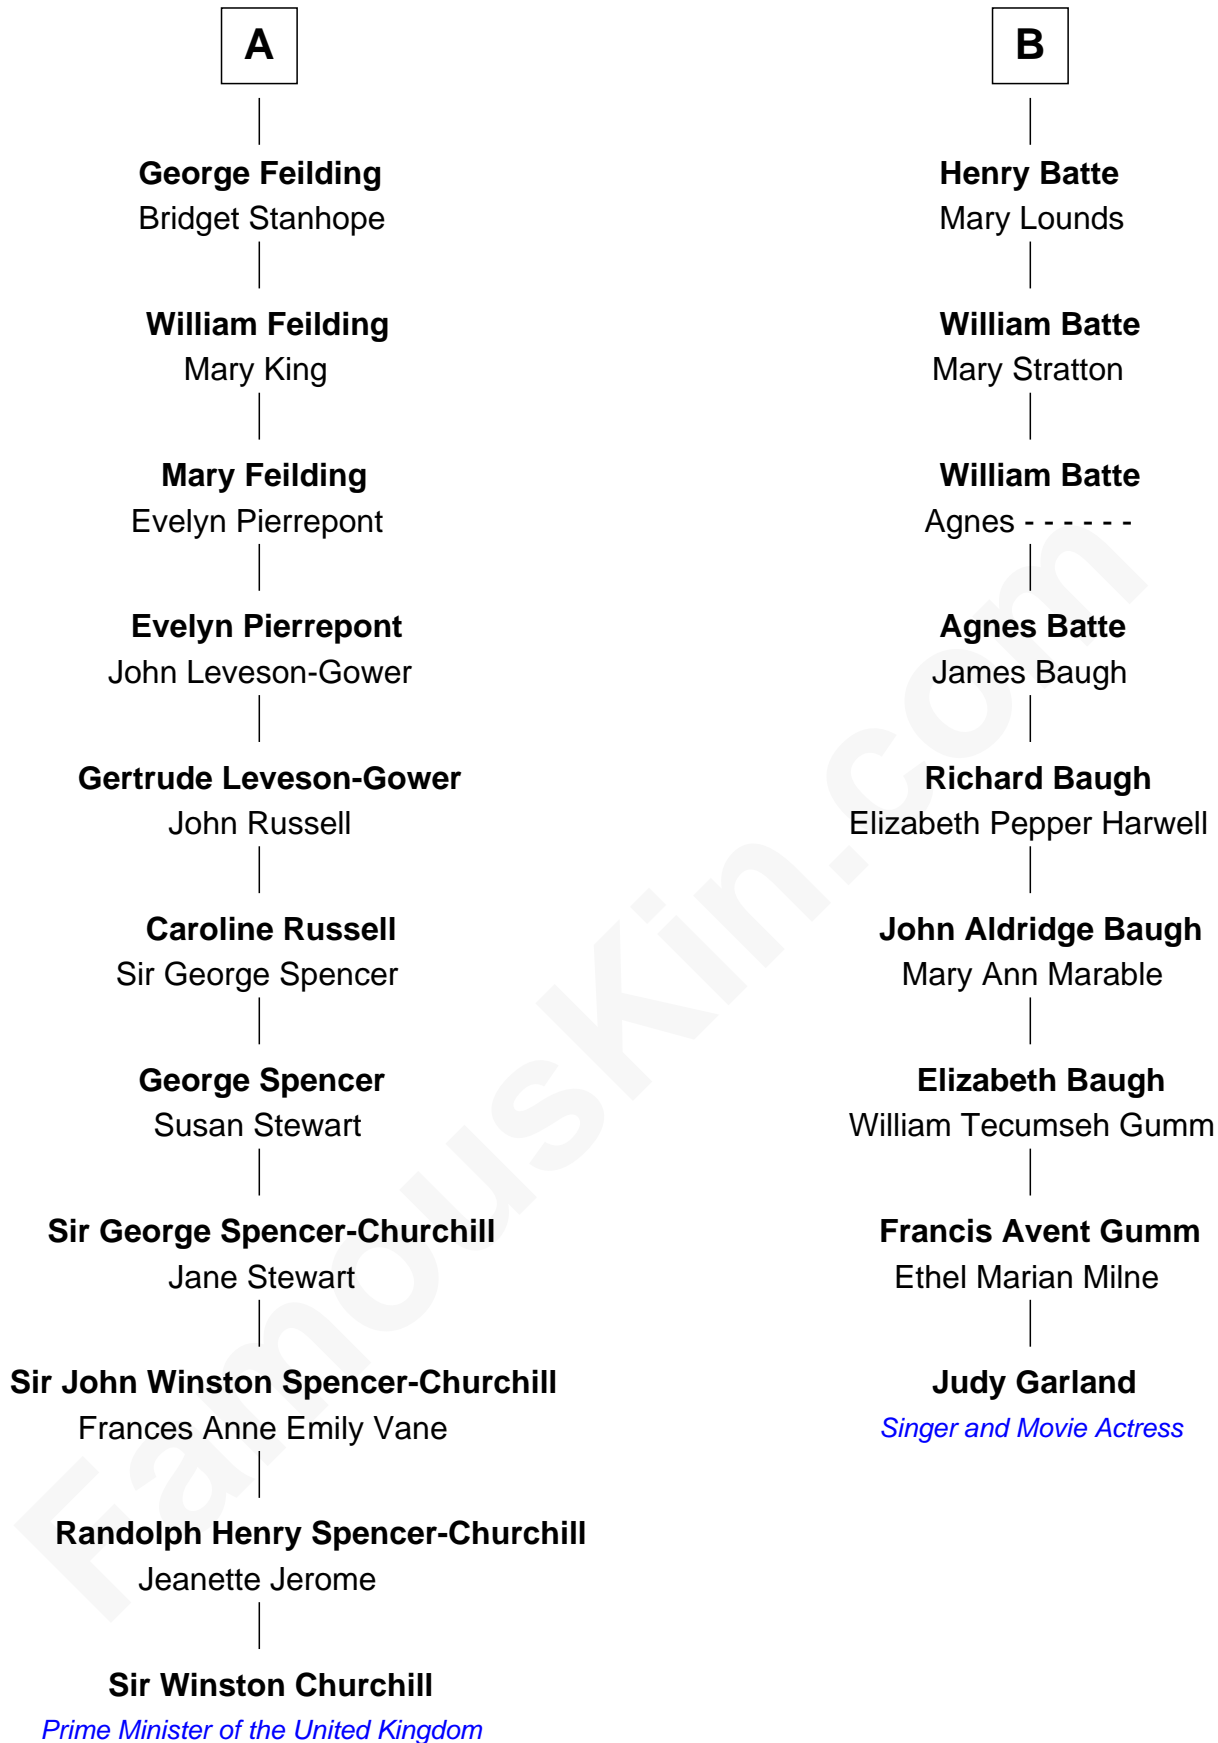 A
George Feilding
Bridget Stanhope
William Feilding
Mary King
Mary Feilding
Evelyn Pierrepont
Evelyn Pierrepont
John Leveson-Gower
Gertrude Leveson-Gower
John Russell
Caroline Russell
Sir George Spencer
George Spencer
Susan Stewart
Sir George Spencer-Churchill
Jane Stewart
Sir John Winston Spencer-Churchill
Frances Anne Emily Vane
Randolph Henry Spencer-Churchill
Jeanette Jerome
Sir Winston Churchill
Prime Minister of the United Kingdom
B
Henry Batte
Mary Lounds
William Batte
Mary Stratton
William Batte
Agnes - - - - - -
Agnes Batte
James Baugh
Richard Baugh
Elizabeth Pepper Harwell
John Aldridge Baugh
Mary Ann Marable
Elizabeth Baugh
William Tecumseh Gumm
Francis Avent Gumm
Ethel Marian Milne
Judy Garland
Singer and Movie Actress
FamousKin.com